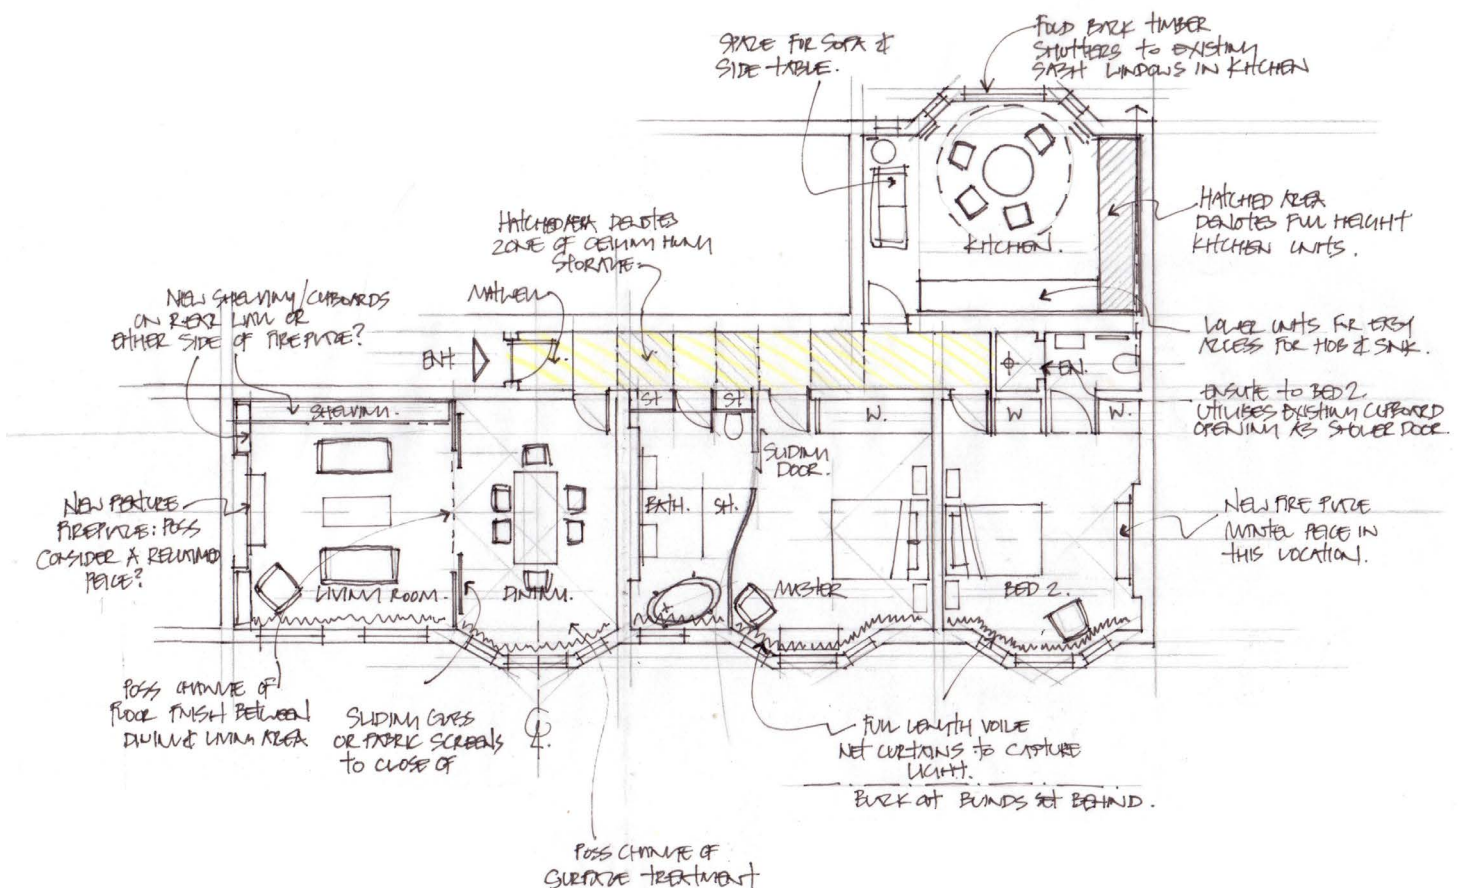 SPACE FOR SOFA &
SIDE TABLE.
FOLD BACK TIMBER
SHUTTERS TO EXISTING
SASH WINDOWS IN KITCHEN
HATCHED AREA DENOTES
ZONE OF CEILING HUNG
STORAGE
HATCHED AREA
DENOTES FULL HEIGHT
KITCHEN UNITS.
KITCHEN.
NEW SHELVING/CUPBOARDS
ON REAR WALL OR
EITHER SIDE OF FIREPLACE?
MATWELL
ENT
LOWER UNITS FOR EASY
ACCESS FOR HOB & SINK.
EN.
ENSUITE TO BED 2.
UTILISES EXISTING CUPBOARD
OPENING AS SHOWER DOOR.
SHELVING.
ST
ST
W.
W
W.
SLIDING
DOOR.
NEW FEATURE
FIREPLACE: POSS
CONSIDER A RECLAIMED
PEICE?
BATH.
SH.
NEW FIRE PLACE
MANTEL PEICE IN
THIS LOCATION.
LIVING ROOM.
DINING.
MASTER
BED 2.
POSS CHANGE OF
FLOOR FINISH BETWEEN
DINING & LIVING AREA
SLIDING GLASS
OR FABRIC SCREENS
TO CLOSE OF
FULL LENGTH VOILE
NET CURTAINS TO CAPTURE
LIGHT.
BLACK OUT BLINDS SET BEHIND.
POSS CHANGE OF
SURFACE TREATMENT